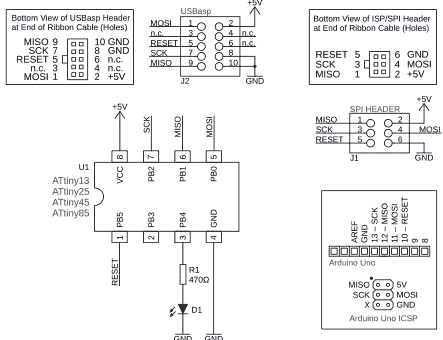 Bottom View of USBasp Header
at End of Ribbon Cable (Holes)
MISO 9 10 GND
SCK 7 8 GND
RESET 5 6 n.c.
n.c. 3 4 n.c.
MOSI 1 2 +5V
USBasp
+5V
MOSI 1 2
n.c. 3 4 n.c.
RESET 5 6 n.c.
SCK 7 8
MISO 9 10
J2
GND
Bottom View of ISP/SPI Header
at End of Ribbon Cable (Holes)
RESET 5 6 GND
SCK 3 4 MOSI
MISO 1 2 +5V
SPI HEADER
+5V
MISO 1 2
SCK 3 4 MOSI
RESET 5 6
J1
GND
+5V
SCK
MISO
MOSI
8 7 6 5
U1
VCC PB2 PB1 PB0
ATtiny13
ATtiny25
ATtiny45
ATtiny85
PB5 PB3 PB4 GND
1 2 3 4
RESET
R1
470Ω
D1
GND
GND
AREF
GND
13 – SCK
12 – MISO
11 – MOSI
10 – RESET
9
8
Arduino Uno
MISO 5V
SCK MOSI
X GND
Arduino Uno ICSP